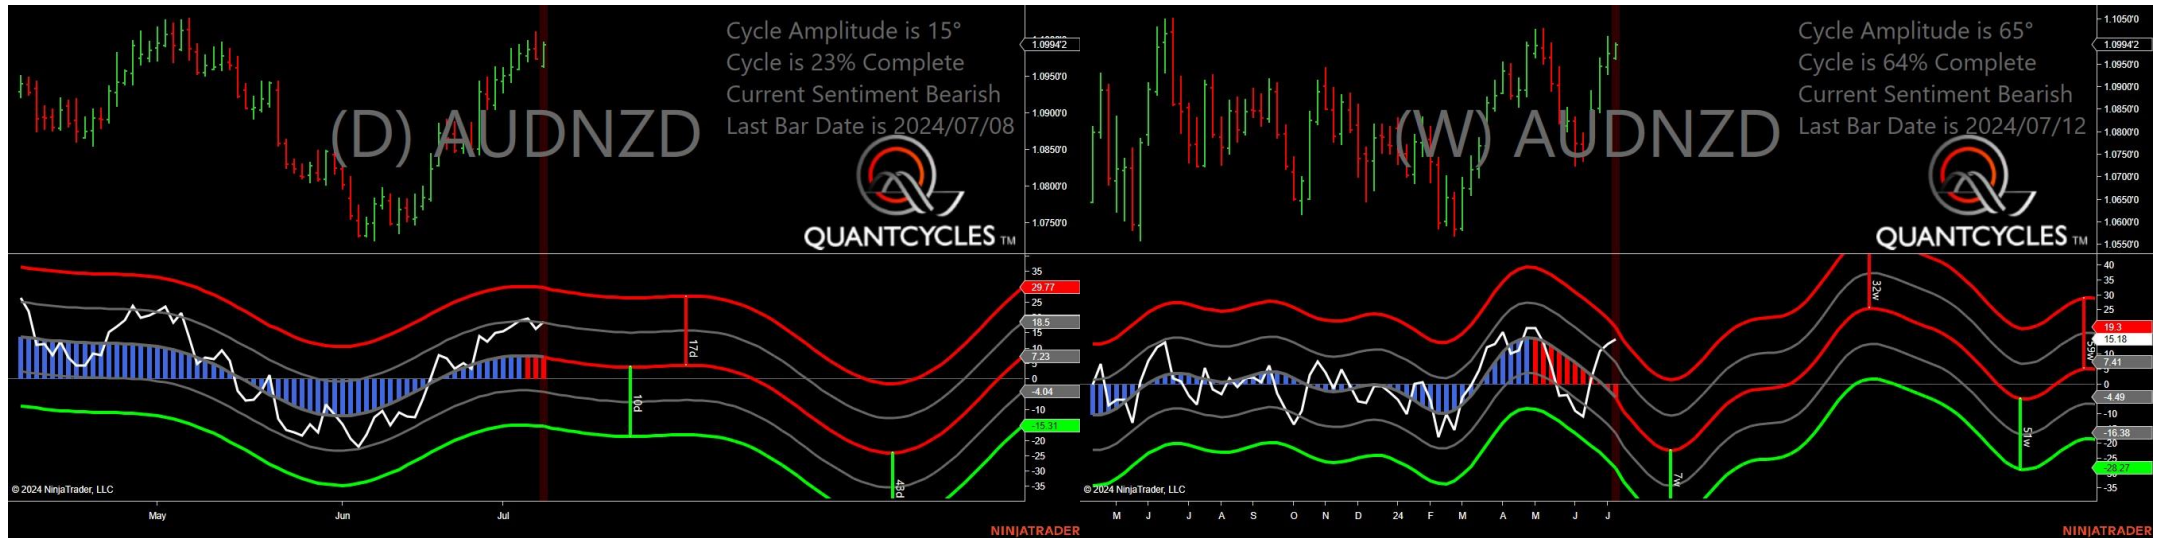 Cycle Amplitude is 15°
Cycle is 23% Complete
Current Sentiment Bearish
Last Bar Date is 2024/07/08
(D) AUDNZD
QUANTCYCLES TM
1.0994'2
1.0950'0
1.0900'0
1.0850'0
1.0800'0
1.0750'0
35
29.77
25
18.5
15
10
7.23
5
0
-4.04
-10
-15.31
-20
-25
-30
-35
17d
10d
43d
© 2024 NinjaTrader, LLC
May Jun Jul
NINJATRADER
Cycle Amplitude is 65°
Cycle is 64% Complete
Current Sentiment Bearish
Last Bar Date is 2024/07/12
(W) AUDNZD
QUANTCYCLES TM
1.1050'0
1.0994'2
1.0950'0
1.0900'0
1.0850'0
1.0800'0
1.0750'0
1.0700'0
1.0650'0
1.0600'0
1.0550'0
40
35
30
25
19.3
15.18
10
7.41
5
0
-4.49
-10
-16.38
-20
-25
-28.27
-35
32w
59w
51w
7w
© 2024 NinjaTrader, LLC
M J J A S O N D 24 F M A M J J
NINJATRADER